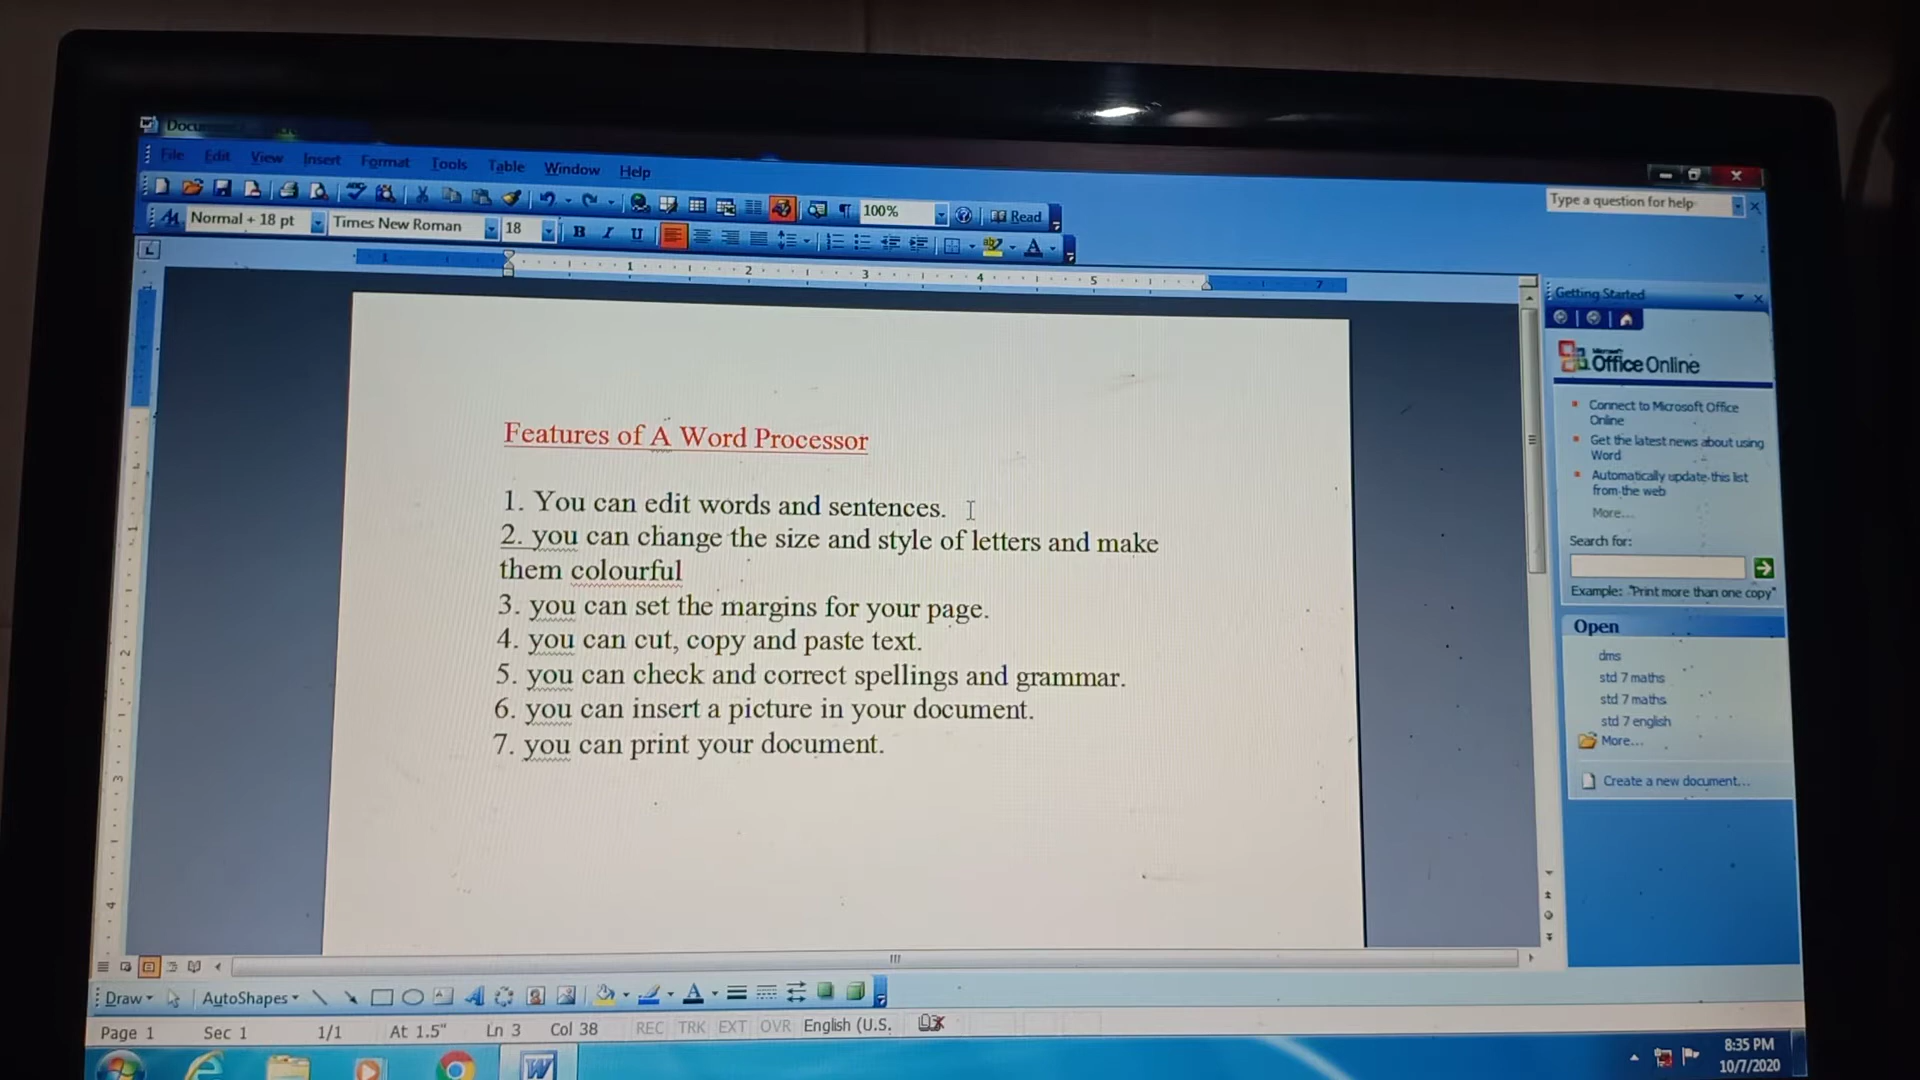 File Edit View Insert Format Tools Table Window Help
Type a question for help
100%
Read
Normal + 18 pt
Times New Roman
18
B I U
1 1 2 3 4 5 7
Getting Started
Microsoft
Office Online
Connect to Microsoft Office
Online
Get the latest news about using
Word
Automatically update this list
from the web
More...
Search for:
Example: "Print more than one copy"
Open
dms
std 7 maths
std 7 maths
std 7 english
More...
Create a new document...
Features of A Word Processor
1. You can edit words and sentences.
2. you can change the size and style of letters and make
them colourful
3. you can set the margins for your page.
4. you can cut, copy and paste text.
5. you can check and correct spellings and grammar.
6. you can insert a picture in your document.
7. you can print your document.
Draw AutoShapes
Page 1 Sec 1 1/1 At 1.5" Ln 3 Col 38 REC TRK EXT OVR English (U.S.
8:35 PM
10/7/2020